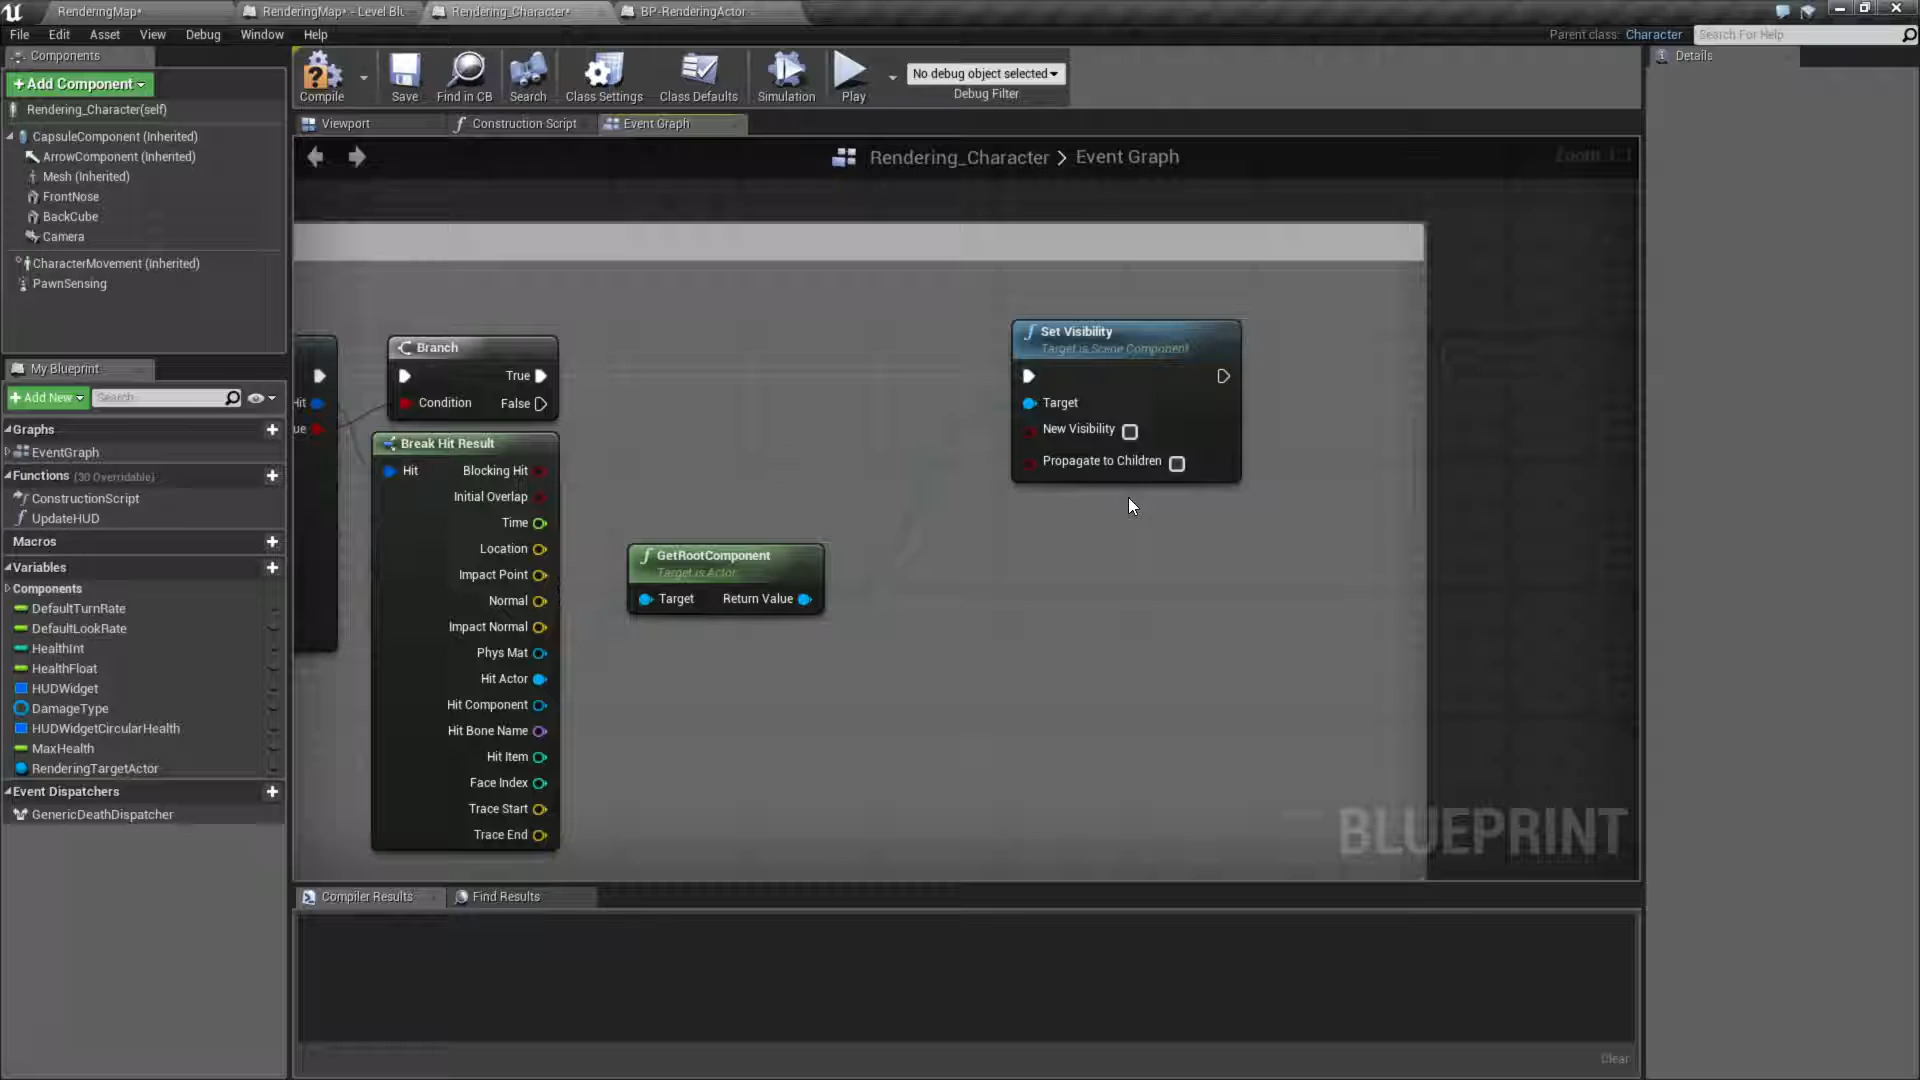 RenderingMap*
RenderingMap* - Level Blu
Rendering_Character*
BP-RenderingActor
File Edit Asset View Debug Window Help
Parent class: Character
Search For Help
Components
Details
+Add Component
Compile
Save
Find in CB
Search
Class Settings
Class Defaults
Simulation
Play
No debug object selected
Debug Filter
Rendering_Character(self)
CapsuleComponent (Inherited)
ArrowComponent (Inherited)
Mesh (Inherited)
FrontNose
BackCube
Camera
CharacterMovement (Inherited)
PawnSensing
Viewport
Construction Script
Event Graph
Rendering_Character > Event Graph
Zoom 1:1
My Blueprint
+Add New
Search
Graphs
EventGraph
Functions (30 Overridable)
ConstructionScript
UpdateHUD
Macros
Variables
Components
DefaultTurnRate
DefaultLookRate
HealthInt
HealthFloat
HUDWidget
DamageType
HUDWidgetCircularHealth
MaxHealth
RenderingTargetActor
Event Dispatchers
GenericDeathDispatcher
Hit
ue
Branch
True
Condition
False
Break Hit Result
Hit
Blocking Hit
Initial Overlap
Time
Location
Impact Point
Normal
Impact Normal
Phys Mat
Hit Actor
Hit Component
Hit Bone Name
Hit Item
Face Index
Trace Start
Trace End
GetRootComponent
Target is Actor
Target
Return Value
Set Visibility
Target is Scene Component
Target
New Visibility
Propagate to Children
BLUEPRINT
Compiler Results
Find Results
Clear